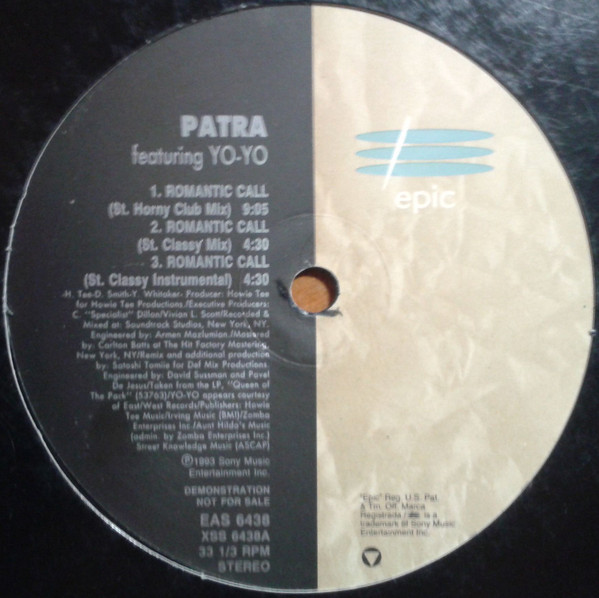 PATRA
featuring YO-YO
1. ROMANTIC CALL
(St. Horny Club Mix) 9:05
2. ROMANTIC CALL
(St. Classy Mix) 4:30
3. ROMANTIC CALL
(St. Classy Instrumental) 4:30
-H. Tee-D. Smith-Y. Whitaker- Producer: Howie Tee
for Howie Tee Productions/Executive Producers:
C. "Specialist" Dillon/Vivian L. Scott/Recorded &
Mixed at: Soundtrack Studios, New York, NY.
Engineered by: Armen Mazlumian/Mastered
by: Carlton Batts at The Hit Factory Mastering,
New York, NY/Remix and additional production
by: Satoshi Tomiie for Def Mix Productions
Engineered by: David Sussman and Pavel
De Jesus/Taken from the LP, "Queen of
The Pack" (53763)/YO-YO appears courtesy
of East/West Records/Publishers: Howie
Tee Music/Irving Music (BMI)/Zomba
Enterprises Inc./Aunt Hilda's Music
(admin. by Zomba Enterprises Inc.)
Street Knowledge Music (ASCAP)
Ⓟ1993 Sony Music
Entertainment Inc.
DEMONSTRATION
NOT FOR SALE
EAS 6438
XSS 6438A
33 1/3 RPM
STEREO
epic
"Epic" Reg. U.S. Pat.
& Tm. Off. Marca
Registrada / is a
trademark of Sony Music
Entertainment Inc.